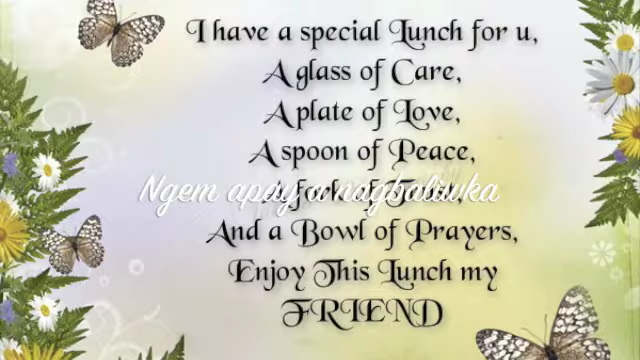 I have a special Lunch for u,
A glass of Care,
A plate of Love,
A spoon of Peace,
Ngem apay a nagbaliwka
And a Bowl of Prayers,
Enjoy This Lunch my
FRIEND